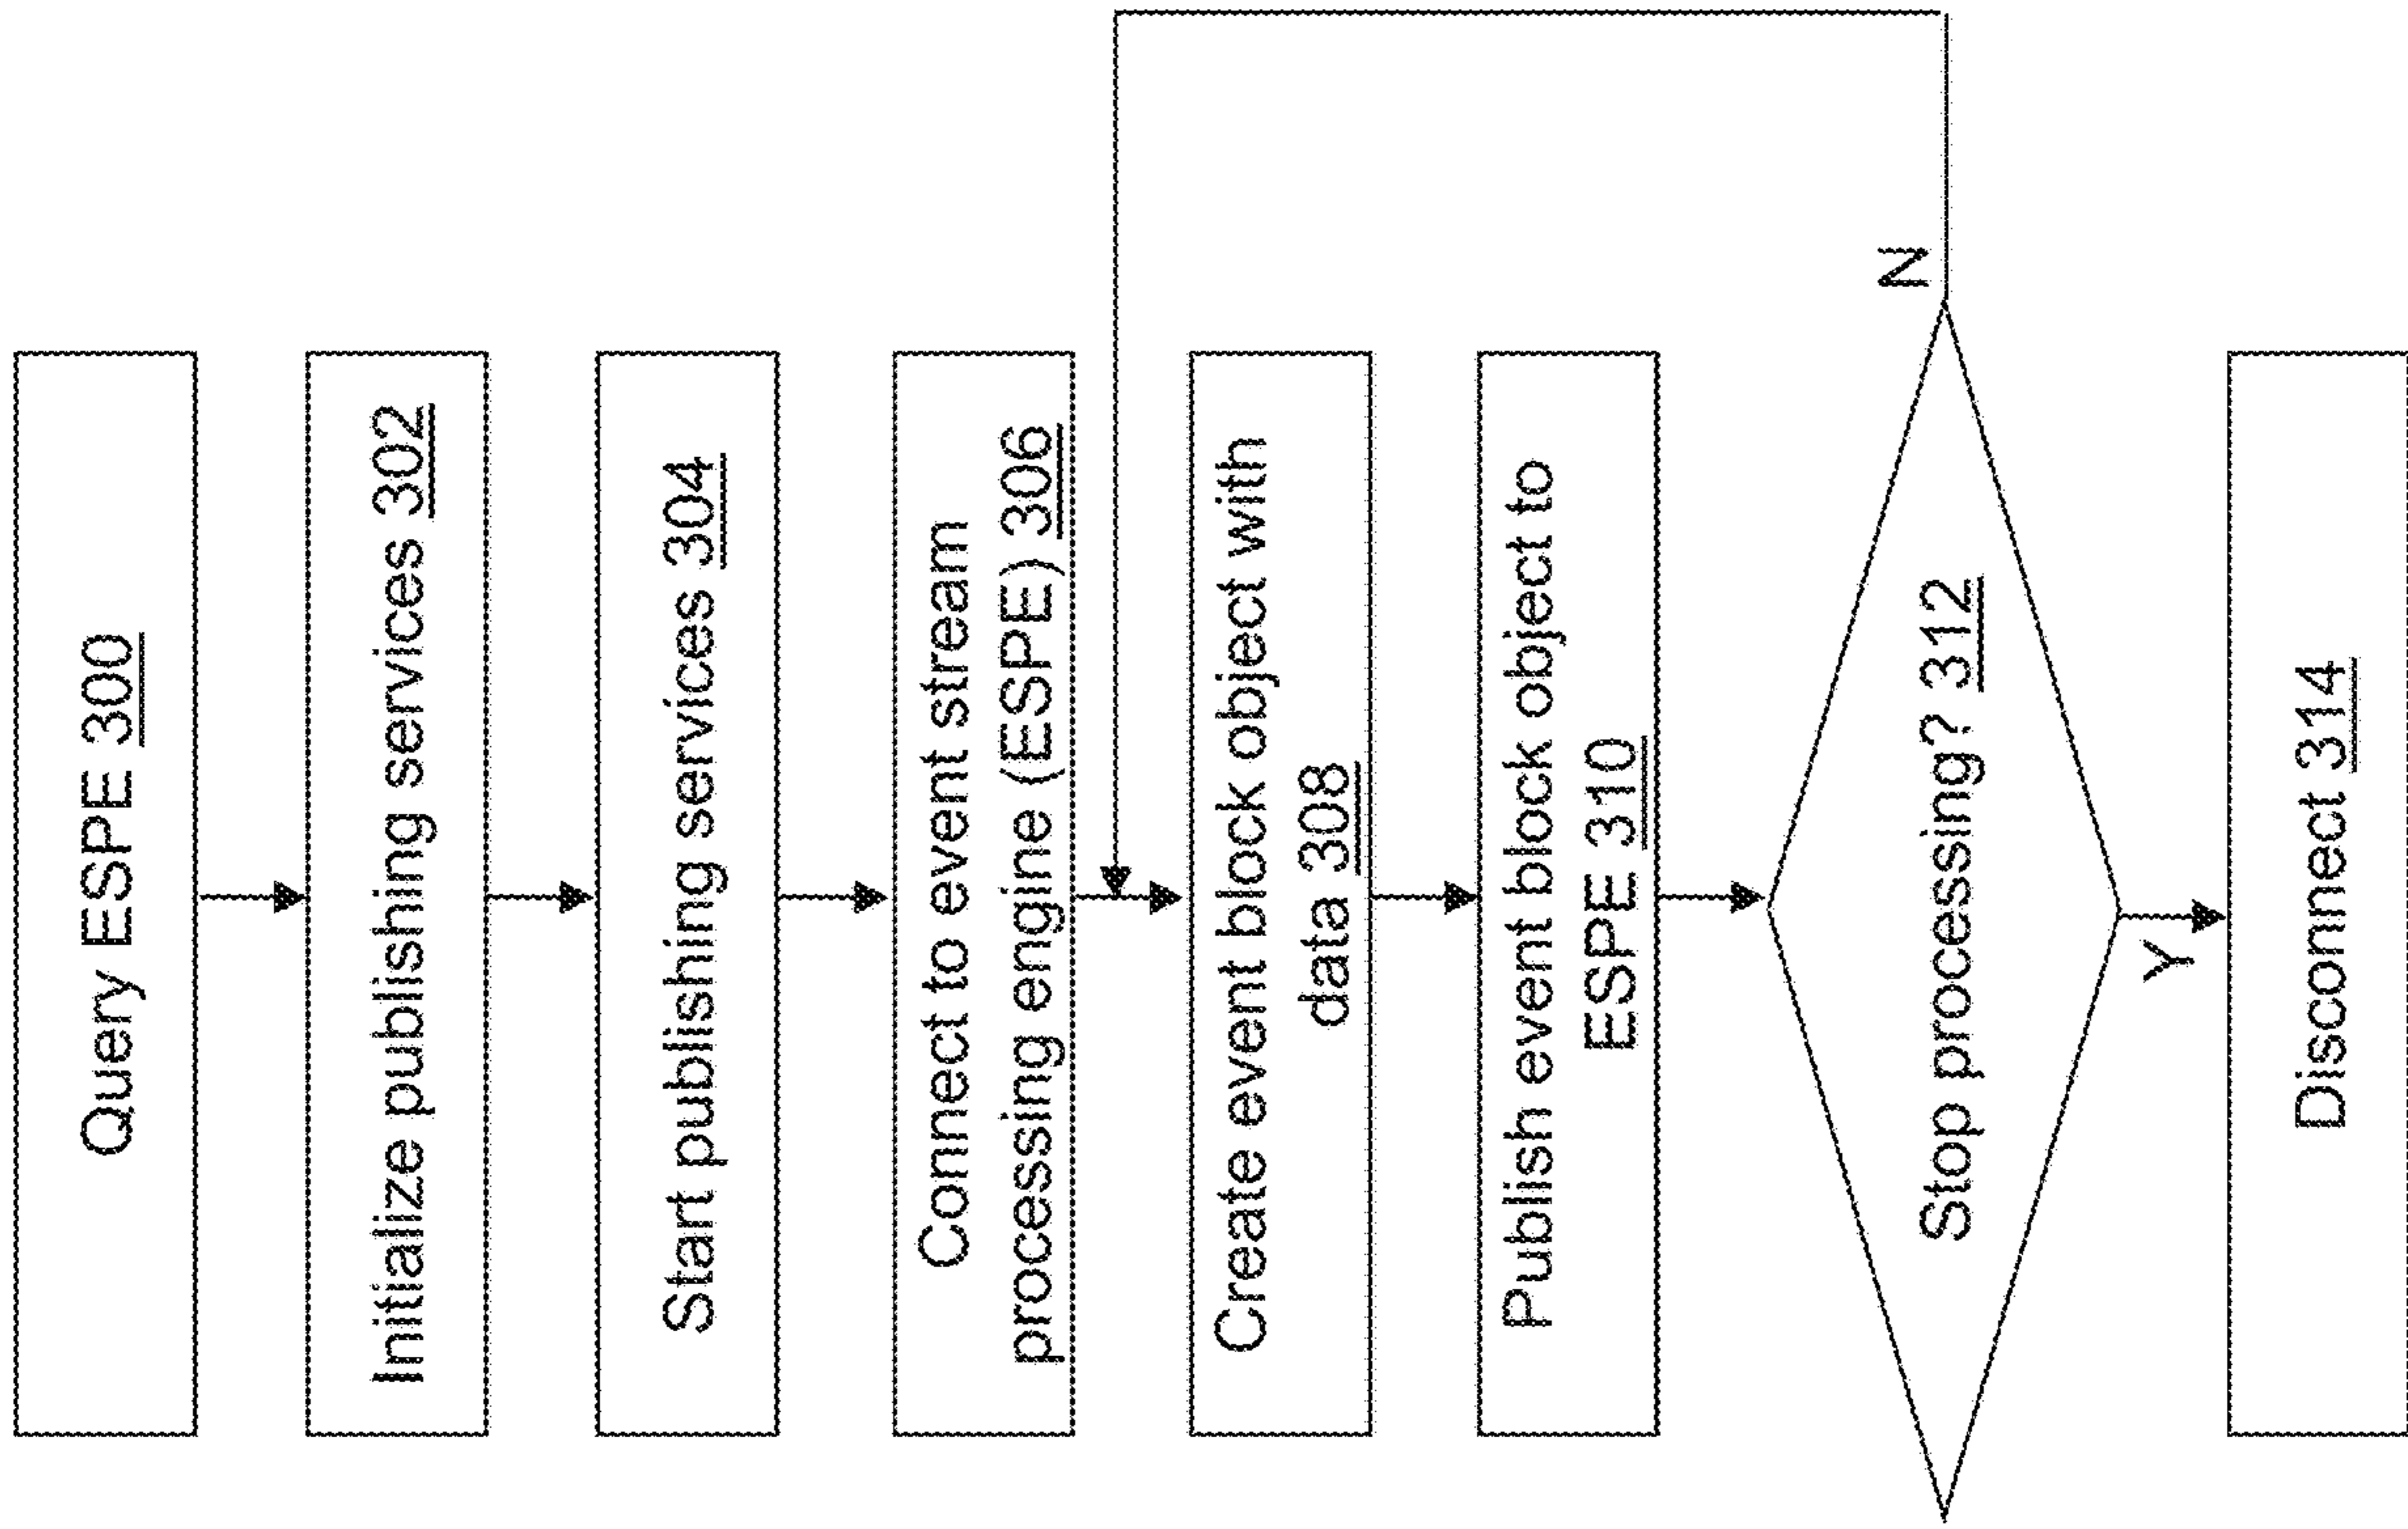 Query ESPE 300
Initialize publishing services 302
Start publishing services 304
Connect to event stream
processing engine (ESPE) 306
Create event block object with
data 308
Publish event block object to
ESPE 310
Stop processing? 312
N
Y
Disconnect 314